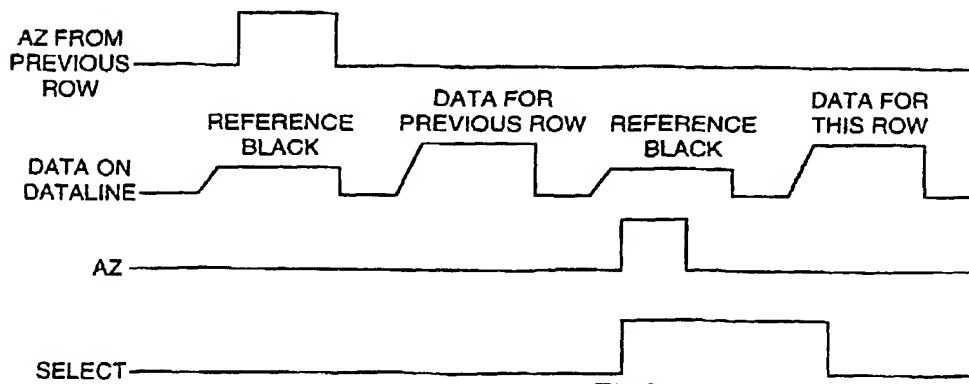 AZ FROM
PREVIOUS
ROW
DATA FOR
PREVIOUS ROW
DATA FOR
THIS ROW
REFERENCE
BLACK
REFERENCE
BLACK
DATA ON
DATALINE
AZ
SELECT